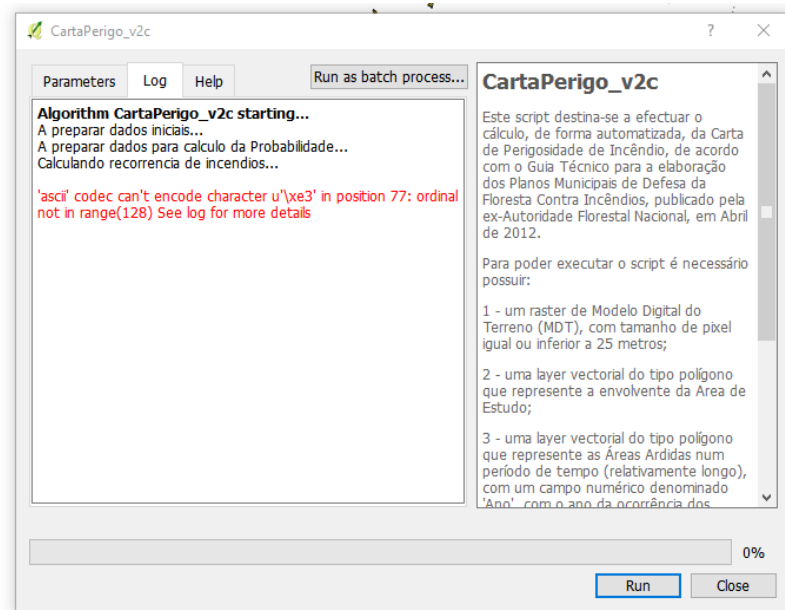 CartaPerigo_v2c
? ×
Parameters Log Help
Run as batch process...
Algorithm CartaPerigo_v2c starting...
A preparar dados iniciais...
A preparar dados para calculo da Probabilidade...
Calculando recorrencia de incendios...
'ascii' codec can't encode character u'\xe3' in position 77: ordinal
not in range(128) See log for more details
CartaPerigo_v2c
Este script destina-se a efectuar o
cálculo, de forma automatizada, da Carta
de Perigosidade de Incêndio, de acordo
com o Guia Técnico para a elaboração
dos Planos Municipais de Defesa da
Floresta Contra Incêndios, publicado pela
ex-Autoridade Florestal Nacional, em Abril
de 2012.
Para poder executar o script é necessário
possuir:
1 - um raster de Modelo Digital do
Terreno (MDT), com tamanho de pixel
igual ou inferior a 25 metros;
2 - uma layer vectorial do tipo polígono
que represente a envolvente da Area de
Estudo;
3 - uma layer vectorial do tipo polígono
que represente as Áreas Ardidas num
período de tempo (relativamente longo),
com um campo numérico denominado
'Ano', com o ano da ocorrência dos
0%
Run
Close